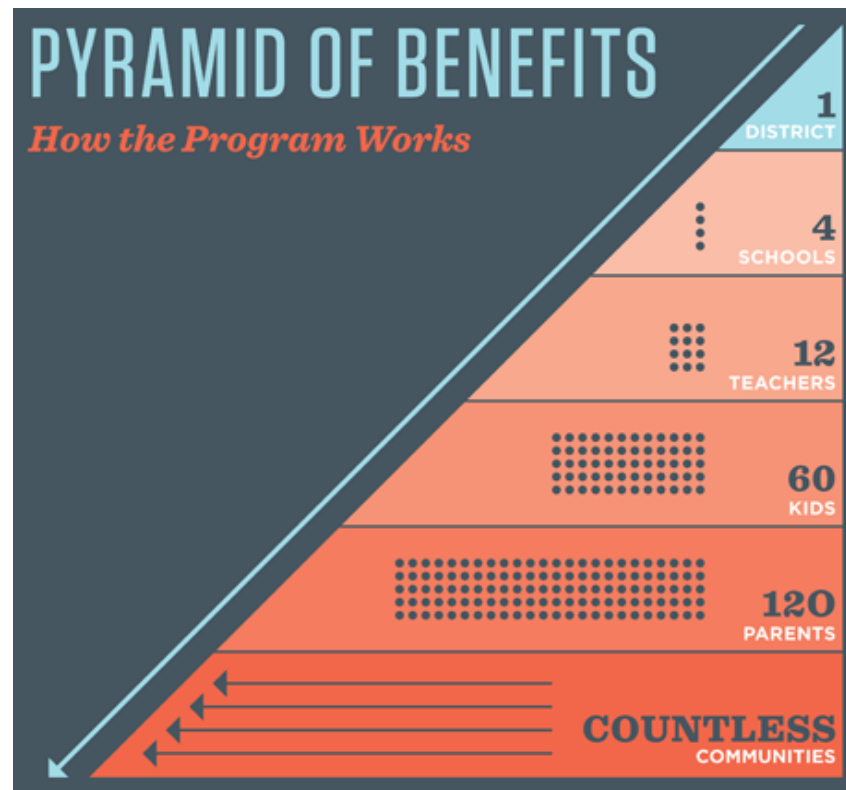 PYRAMID OF BENEFITS
How the Program Works
1
DISTRICT
4
SCHOOLS
12
TEACHERS
60
KIDS
120
PARENTS
COUNTLESS
COMMUNITIES